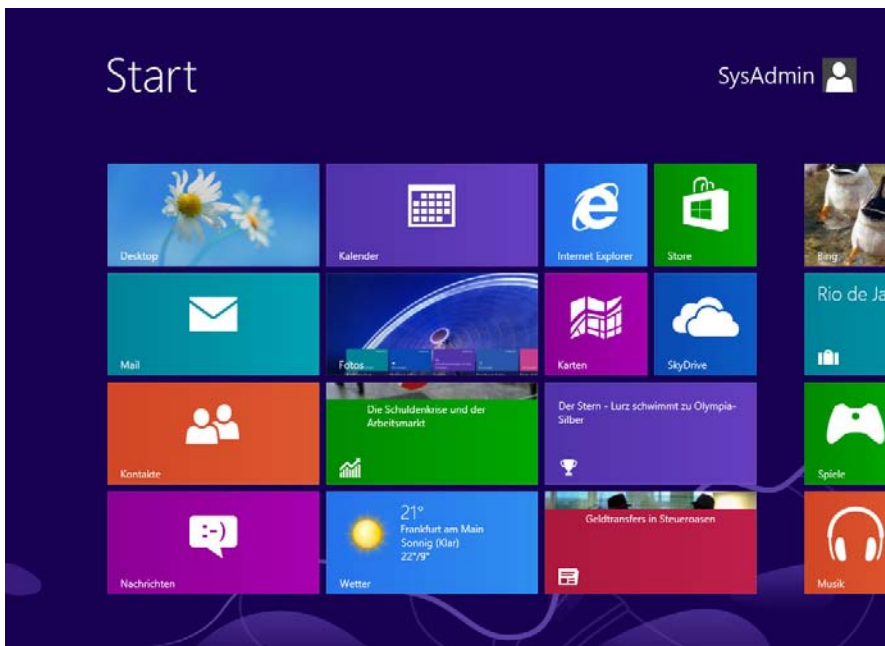 Start
SysAdmin
Desktop
Kalender
Internet Explorer
Store
Bing
Mail
Fotos
Karten
SkyDrive
Rio de Ja
Kontakte
Die Schuldenkrise und der
Arbeitsmarkt
Der Stern - Lurz schwimmt zu Olympia-
Silber
Spiele
Nachrichten
:-)
21°
Frankfurt am Main
Sonnig (Klar)
22°/9°
Wetter
Geldtransfers in Steueroasen
Musik